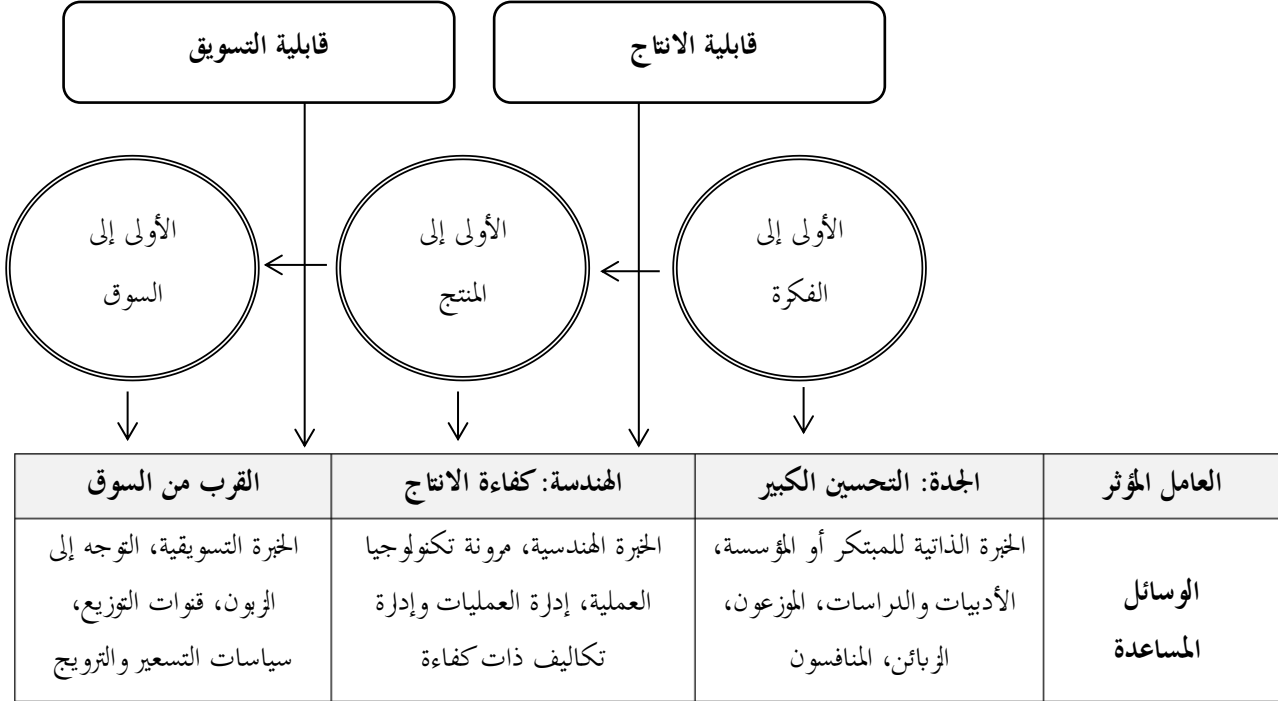 قابلية الانتاج
قابلية التسويق
الأولى إلى
الفكرة
الأولى إلى
المنتج
الأولى إلى
السوق
العامل المؤثر
الجدة: التحسين الكبير
الهندسة: كفاءة الانتاج
القرب من السوق
الوسائل
المساعدة
الخبرة الذاتية للمبتكر أو المؤسسة،
الأدبيات والدراسات، الموزعون،
الزبائن، المنافسون
الخبرة الهندسية، مرونة تكنولوجيا
العملية، إدارة العمليات وإدارة
تكاليف ذات كفاءة
الخبرة التسويقية، التوجه إلى
الزبون، قنوات التوزيع،
سياسات التسعير والترويج